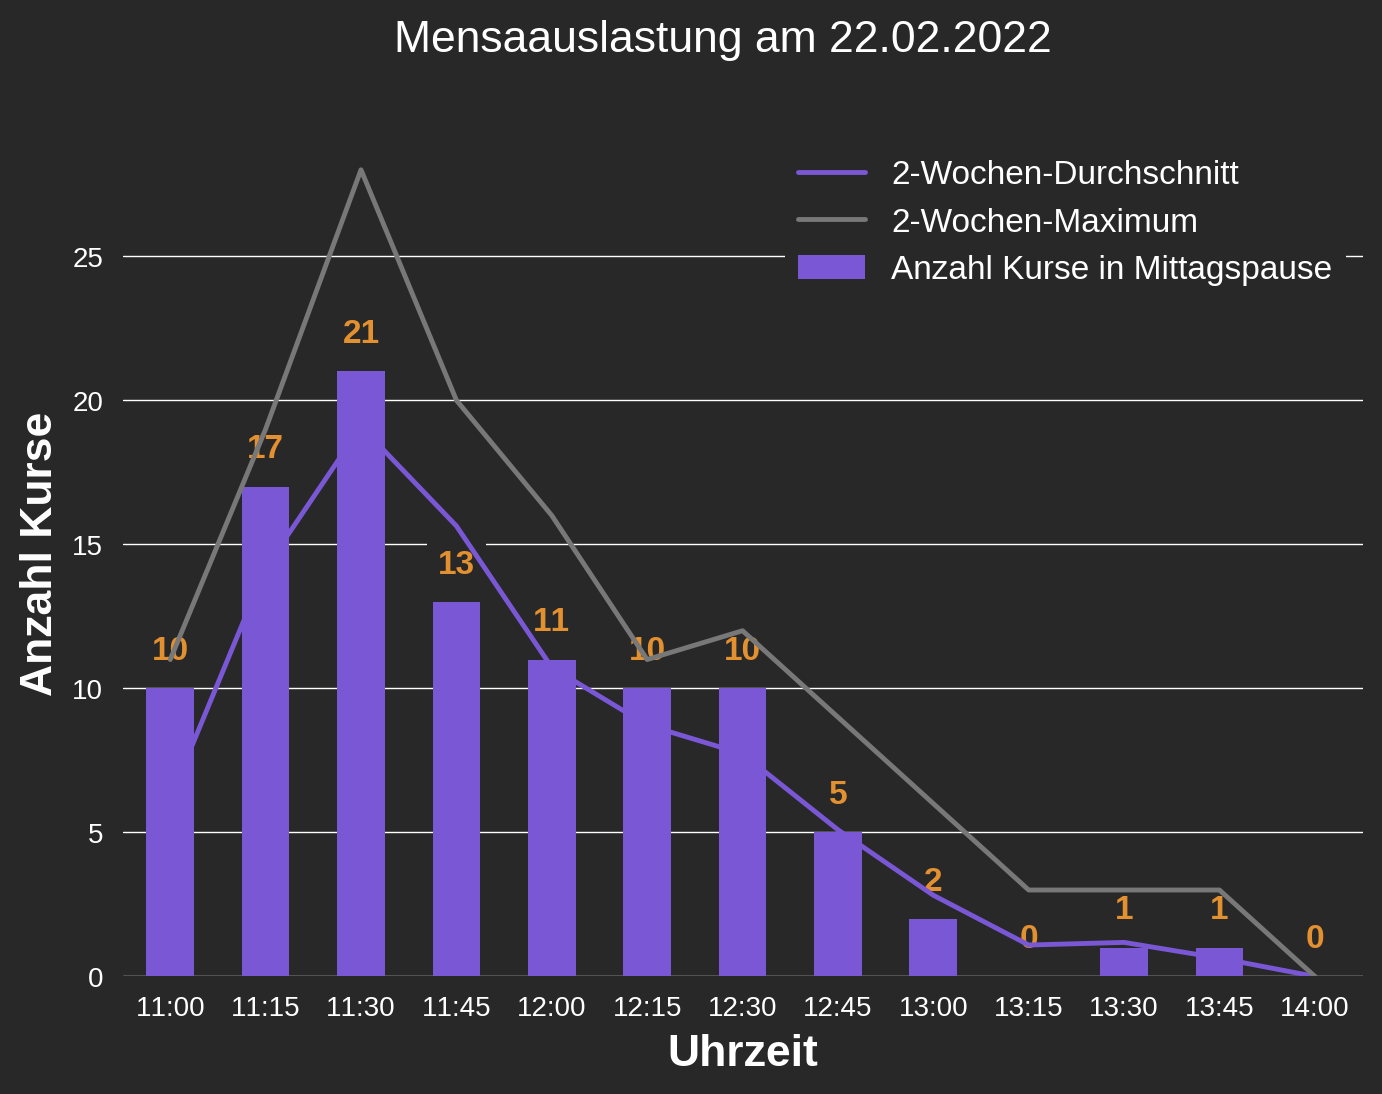 Mensaauslastung am 22.02.2022
2-Wochen-Durchschnitt
2-Wochen-Maximum
Anzahl Kurse in Mittagspause
Anzahl Kurse
25
20
15
10
5
0
10
17
21
13
11
10
10
5
2
0
1
1
0
11:00 11:15 11:30 11:45 12:00 12:15 12:30 12:45 13:00 13:15 13:30 13:45 14:00
Uhrzeit